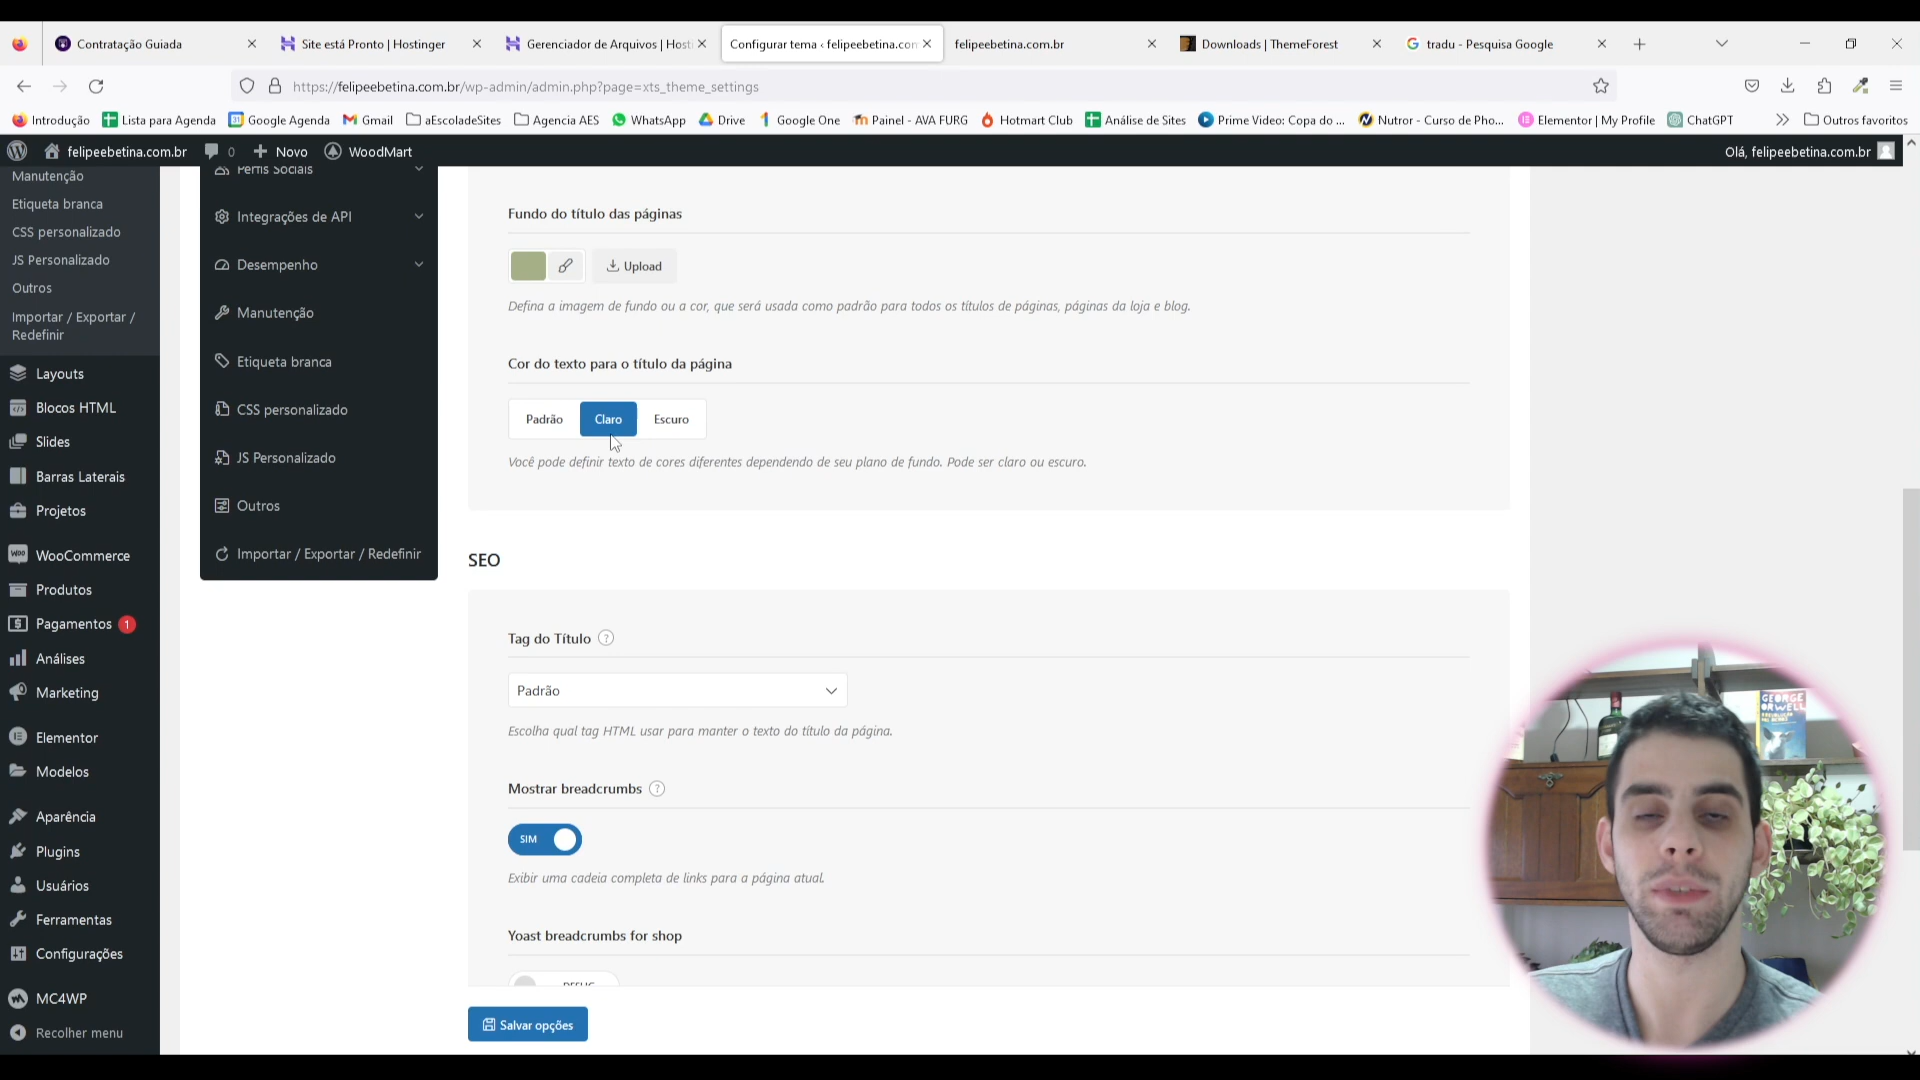 Contratação Guiada
Site está Pronto | Hostinger
Gerenciador de Arquivos | Host
Configurar tema ‹ felipeebetina.com
felipeebetina.com.br
Downloads | ThemeForest
tradu - Pesquisa Google
https://felipeebetina.com.br/wp-admin/admin.php?page=xts_theme_settings
Introdução
Lista para Agenda
Google Agenda
Gmail
aEscoladeSites
Agencia AES
WhatsApp
Drive
Google One
Painel - AVA FURG
Hotmart Club
Análise de Sites
Prime Video: Copa do ...
Nutror - Curso de Pho...
Elementor | My Profile
ChatGPT
Outros favoritos
felipeebetina.com.br
0
Novo
WoodMart
Olá, felipeebetina.com.br
Manutenção
Etiqueta branca
CSS personalizado
JS Personalizado
Outros
Importar / Exportar /
Redefinir
Layouts
Blocos HTML
Slides
Barras Laterais
Projetos
WooCommerce
Produtos
Pagamentos 1
Análises
Marketing
Elementor
Modelos
Aparência
Plugins
Usuários
Ferramentas
Configurações
MC4WP
Recolher menu
Perfis Sociais
Integrações de API
Desempenho
Manutenção
Etiqueta branca
CSS personalizado
JS Personalizado
Outros
Importar / Exportar / Redefinir
Fundo do título das páginas
Upload
Defina a imagem de fundo ou a cor, que será usada como padrão para todos os títulos de páginas, páginas da loja e blog.
Cor do texto para o título da página
Padrão
Claro
Escuro
Você pode definir texto de cores diferentes dependendo de seu plano de fundo. Pode ser claro ou escuro.
SEO
Tag do Título ?
Padrão
Escolha qual tag HTML usar para manter o texto do título da página.
Mostrar breadcrumbs ?
SIM
Exibir uma cadeia completa de links para a página atual.
Yoast breadcrumbs for shop
Salvar opções
GEORGE
ORWELL